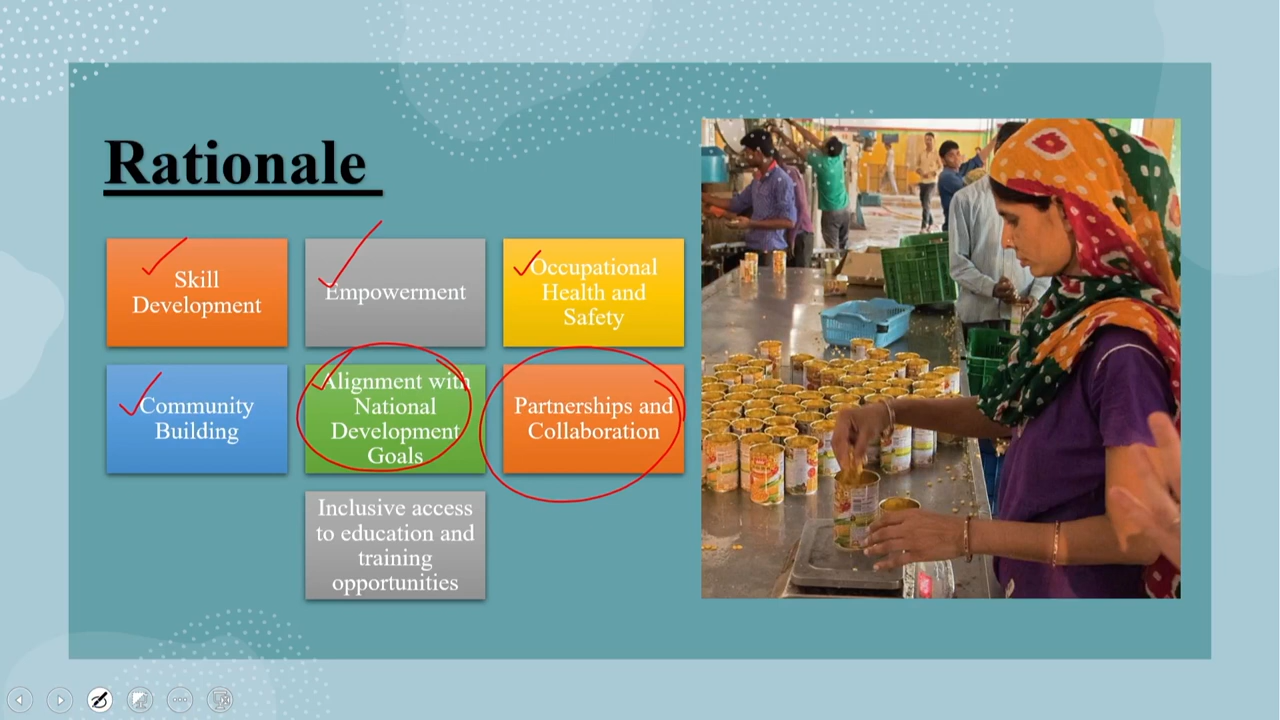 Rationale
Skill
Development
Empowerment
Occupational
Health and
Safety
Community
Building
Alignment with
National
Development
Goals
Partnerships and
Collaboration
Inclusive access
to education and
training
opportunities